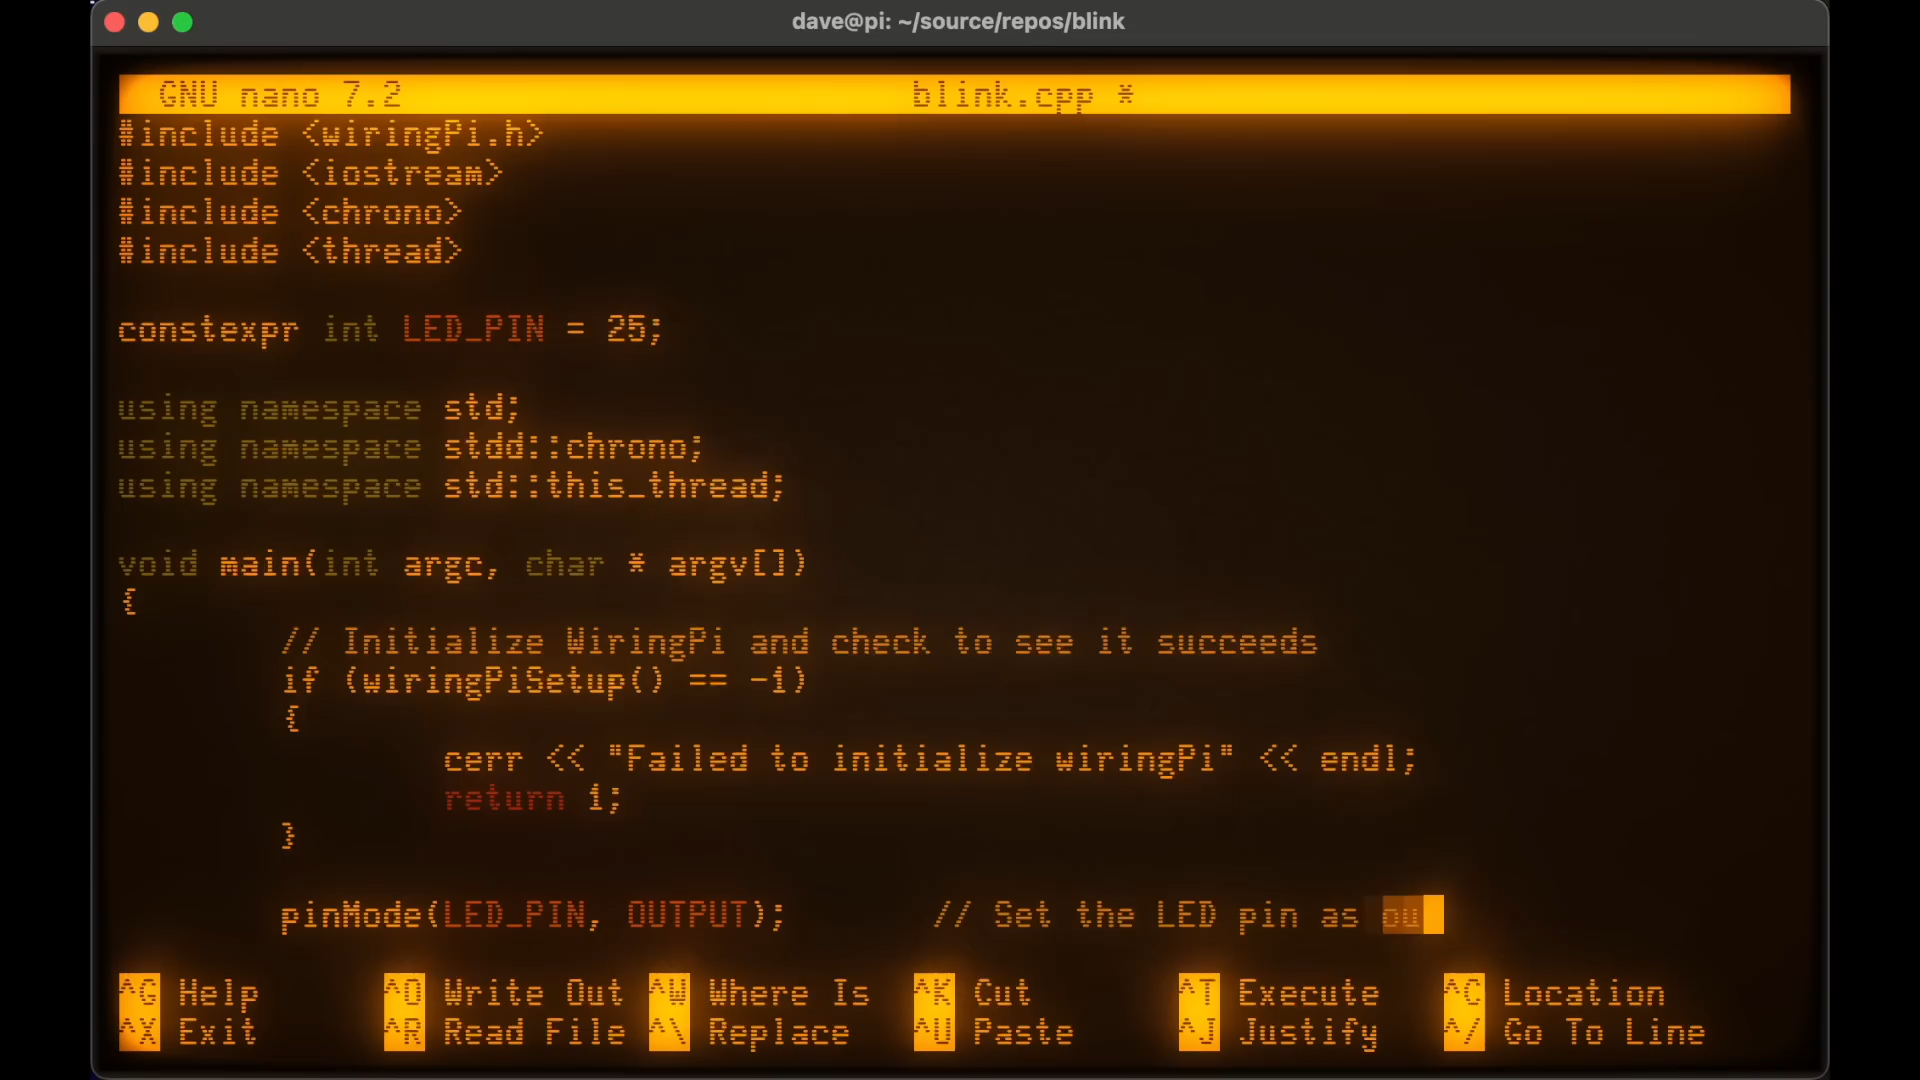 dave@pi: ~/source/repos/blink
GNU nano 7.2 blink.cpp *
#include <wiringPi.h>
#include <iostream>
#include <chrono>
#include <thread>
constexpr int LED_PIN = 25;
using namespace std;
using namespace stdd::chrono;
using namespace std::this_thread;
void main(int argc, char * argv[])
{
// Initialize WiringPi and check to see it succeeds
if (wiringPiSetup() == -1)
{
cerr << "Failed to initialize wiringPi" << endl;
return 1;
}
pinMode(LED_PIN, OUTPUT); // Set the LED pin as ou
^G Help ^O Write Out ^W Where Is ^K Cut ^T Execute ^C Location
^X Exit ^R Read File ^\ Replace ^U Paste ^J Justify ^/ Go To Line